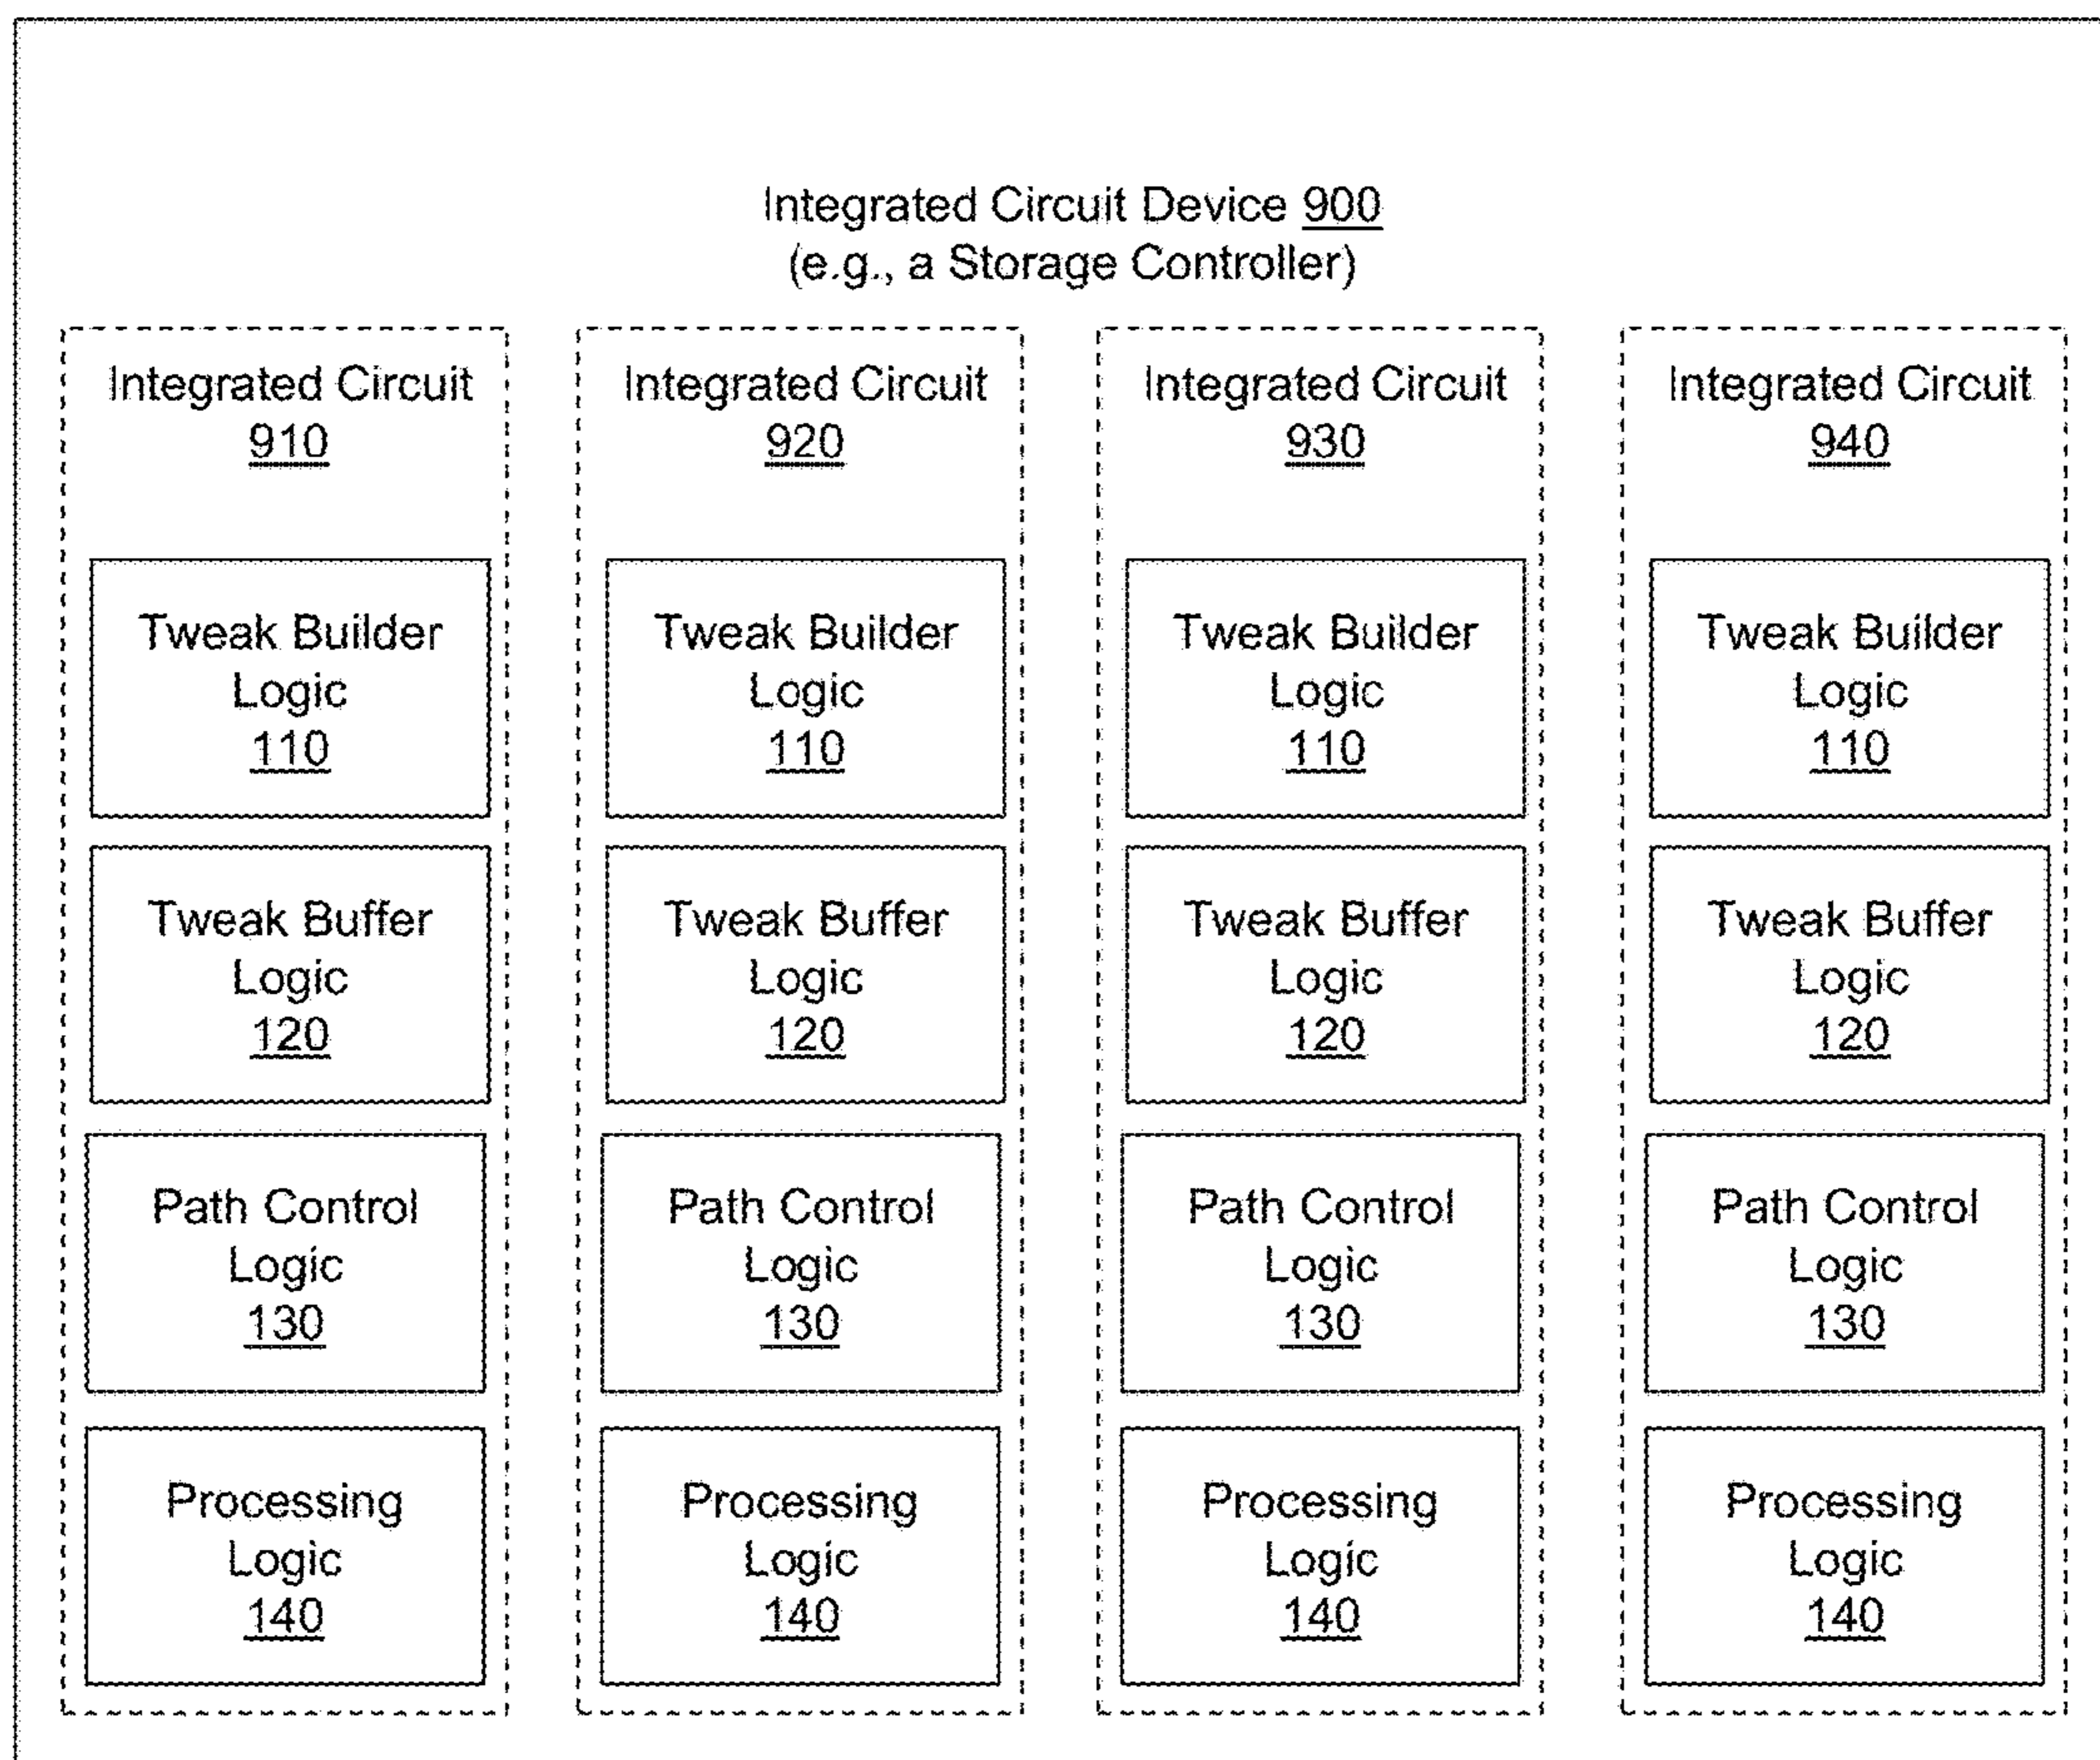 Integrated Circuit Device 900
(e.g., a Storage Controller)
Integrated Circuit
910
Tweak Builder
Logic
110
Tweak Buffer
Logic
120
Path Control
Logic
130
Processing
Logic
140
Integrated Circuit
920
Tweak Builder
Logic
110
Tweak Buffer
Logic
120
Path Control
Logic
130
Processing
Logic
140
Integrated Circuit
930
Tweak Builder
Logic
110
Tweak Buffer
Logic
120
Path Control
Logic
130
Processing
Logic
140
Integrated Circuit
940
Tweak Builder
Logic
110
Tweak Buffer
Logic
120
Path Control
Logic
130
Processing
Logic
140